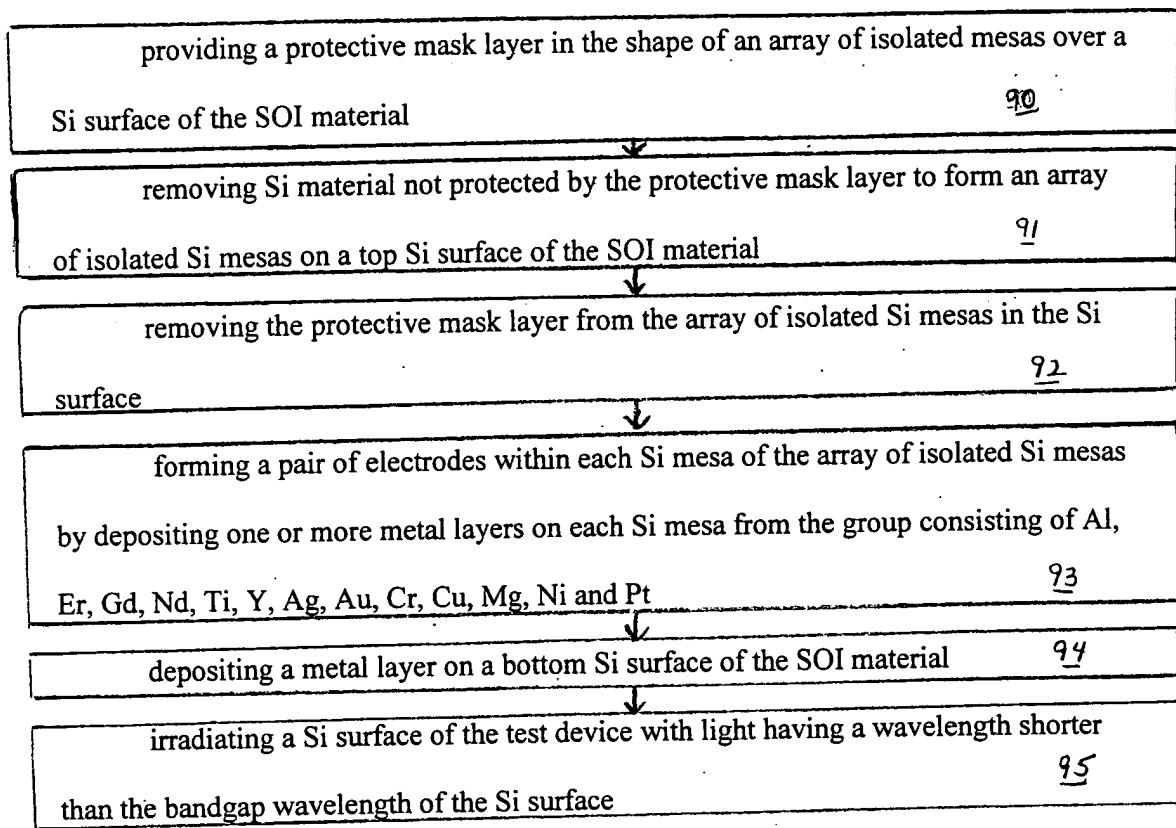 providing a protective mask layer in the shape of an array of isolated mesas over a
Si surface of the SOI material 90
removing Si material not protected by the protective mask layer to form an array
of isolated Si mesas on a top Si surface of the SOI material 91
removing the protective mask layer from the array of isolated Si mesas in the Si
surface 92
forming a pair of electrodes within each Si mesa of the array of isolated Si mesas
by depositing one or more metal layers on each Si mesa from the group consisting of Al,
Er, Gd, Nd, Ti, Y, Ag, Au, Cr, Cu, Mg, Ni and Pt 93
depositing a metal layer on a bottom Si surface of the SOI material 94
irradiating a Si surface of the test device with light having a wavelength shorter
than the bandgap wavelength of the Si surface 95